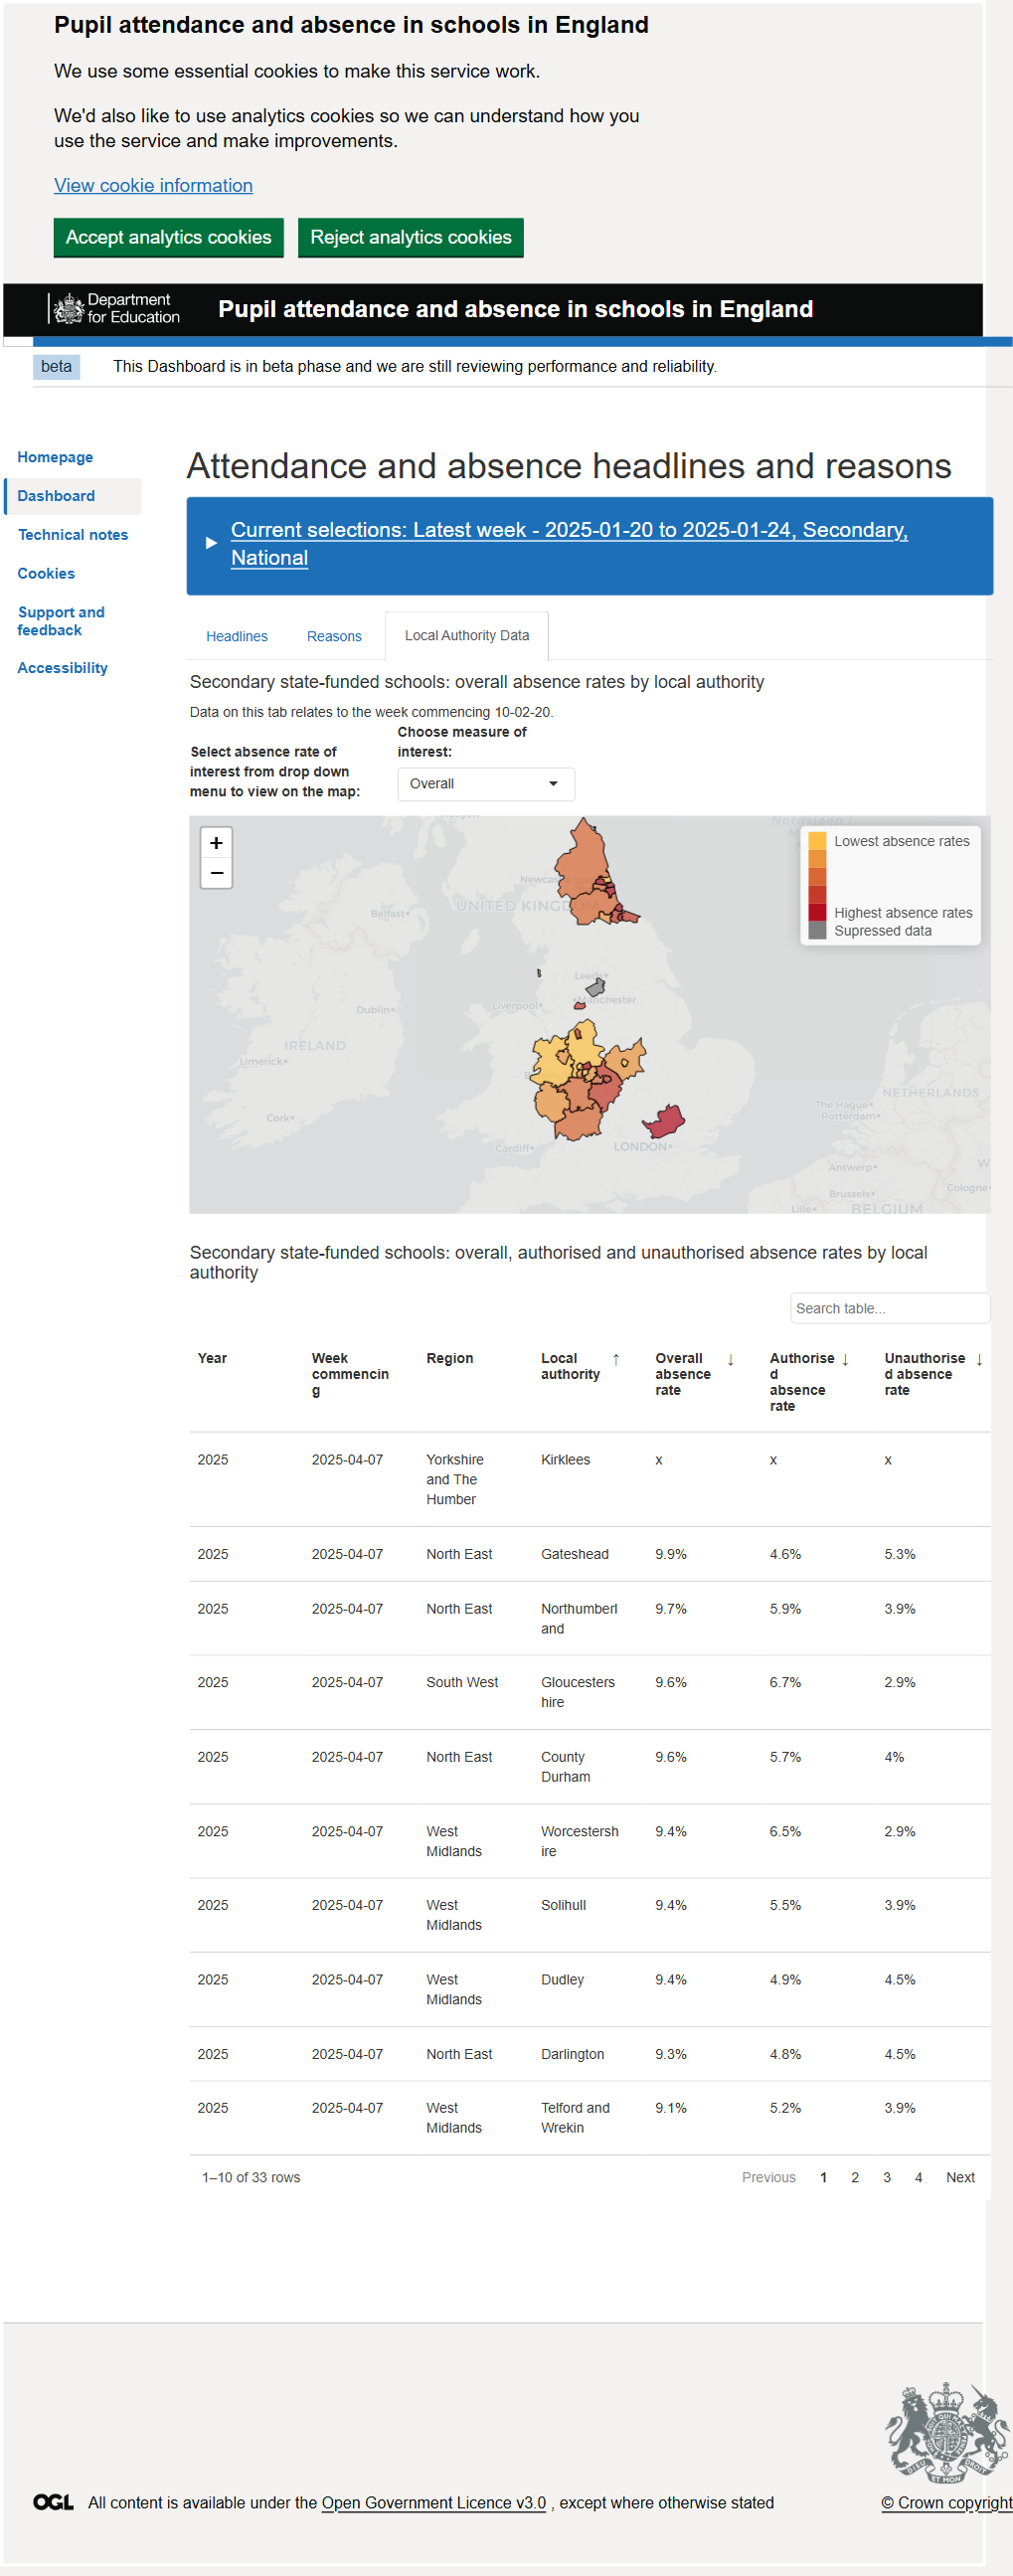 Pupil attendance and absence in schools in England
We use some essential cookies to make this service work.
We'd also like to use analytics cookies so we can understand how you
use the service and make improvements.
View cookie information
Accept analytics cookies Reject analytics cookies
Department
for Education
Pupil attendance and absence in schools in England
beta This Dashboard is in beta phase and we are still reviewing performance and reliability.
Homepage
Dashboard
Technical notes
Cookies
Support and
feedback
Accessibility
Attendance and absence headlines and reasons
Current selections: Latest week - 2025-01-20 to 2025-01-24, Secondary,
National
Headlines Reasons Local Authority Data
Secondary state-funded schools: overall absence rates by local authority
Data on this tab relates to the week commencing 10-02-20.
Select absence rate of
interest from drop down
menu to view on the map:
Choose measure of
interest:
Overall
+
−
Lowest absence rates
Highest absence rates
Supressed data
UNITED KINGDOM
Belfast
Leeds
Manchester
Liverpool
Dublin
IRELAND
Limerick
Cork
Cardiff
LONDON
NETHERLANDS
The Hague
Rotterdam
Antwerp
Brussels
Cologne
Lille
BELGIUM
Secondary state-funded schools: overall, authorised and unauthorised absence rates by local
authority
Search table...
Year
Week
commencin
g
Region
Local
authority
↑
Overall
absence
rate
↓
Authorise
d
absence
rate
↓
Unauthorise
d absence
rate
↓
2025 2025-04-07 Yorkshire Kirklees x x x
and The
Humber
2025 2025-04-07 North East Gateshead 9.9% 4.6% 5.3%
2025 2025-04-07 North East Northumberl 9.7% 5.9% 3.9%
and
2025 2025-04-07 South West Gloucesters 9.6% 6.7% 2.9%
hire
2025 2025-04-07 North East County 9.6% 5.7% 4%
Durham
2025 2025-04-07 West Worcestersh 9.4% 6.5% 2.9%
Midlands ire
2025 2025-04-07 West Solihull 9.4% 5.5% 3.9%
Midlands
2025 2025-04-07 West Dudley 9.4% 4.9% 4.5%
Midlands
2025 2025-04-07 North East Darlington 9.3% 4.8% 4.5%
2025 2025-04-07 West Telford and 9.1% 5.2% 3.9%
Midlands Wrekin
1–10 of 33 rows Previous 1 2 3 4 Next
OGL All content is available under the Open Government Licence v3.0 , except where otherwise stated
© Crown copyright